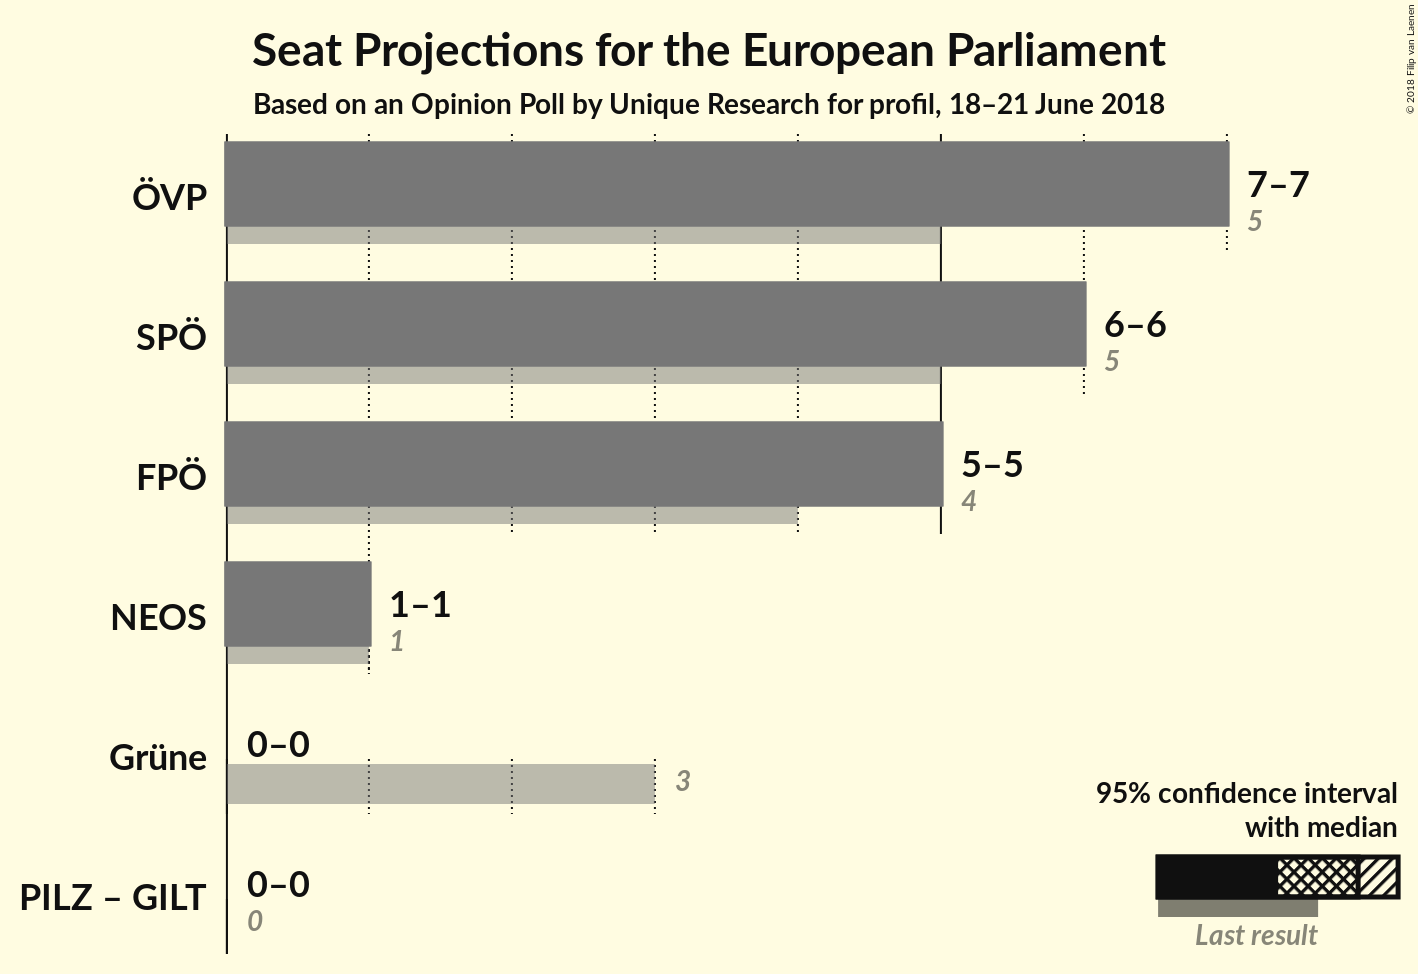 Seat Projections for the European Parliament
Based on an Opinion Poll by Unique Research for profil, 18–21 June 2018
© 2018 Filip van Laenen
ÖVP
7–7
5
SPÖ
6–6
5
FPÖ
5–5
4
NEOS
1–1
1
Grüne
0–0
3
PILZ – GILT
0–0
0
95% confidence interval
with median
Last result